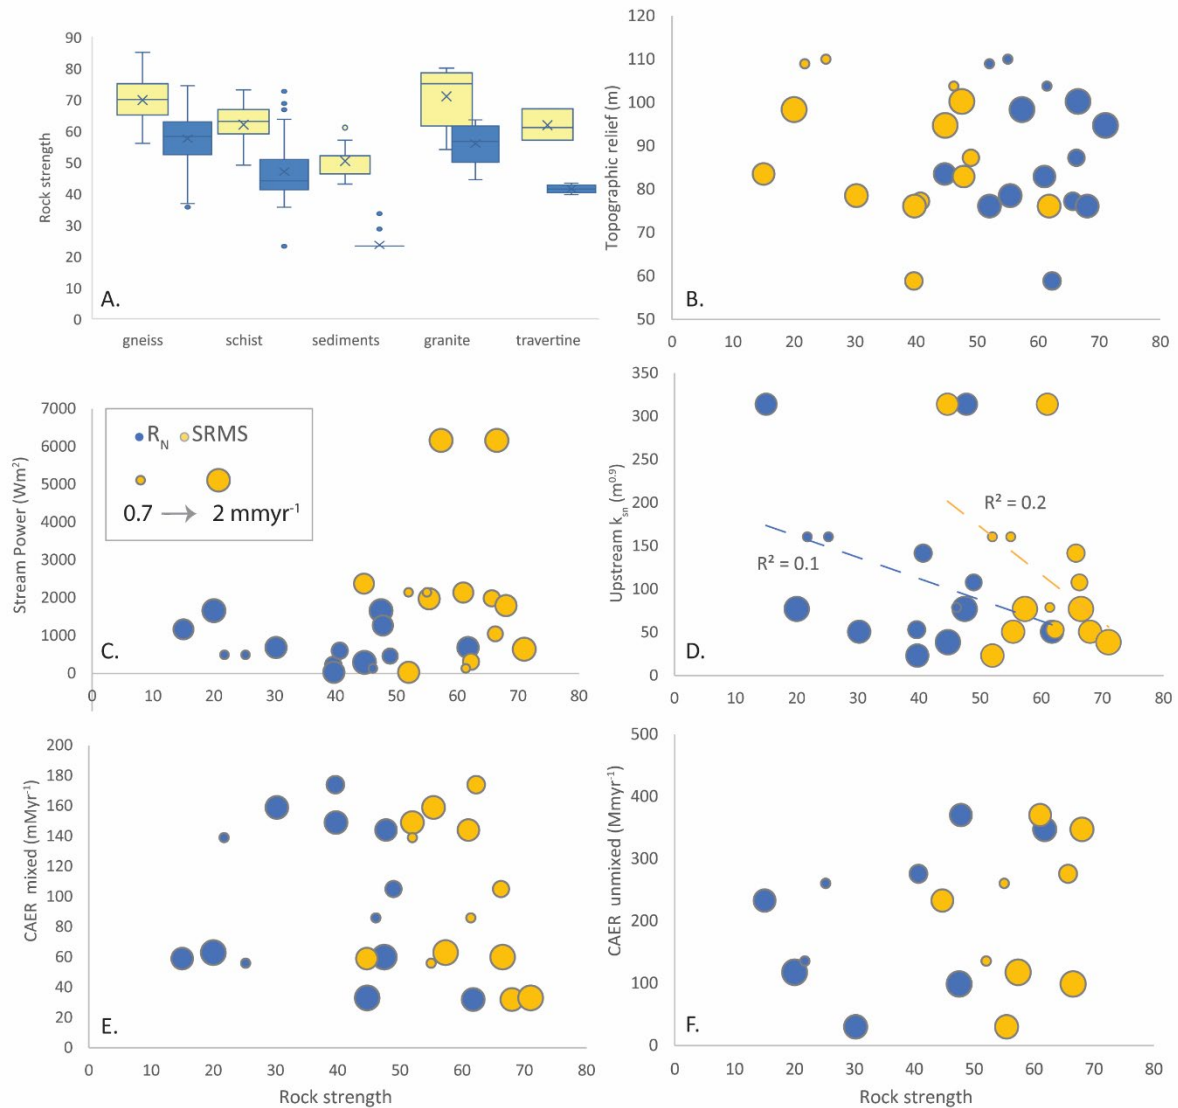 90
80
70
60
50
40
30
20
10
0
Rock strength
A.
gneiss schist sediments granite travertine
120
110
100
90
80
70
60
50
Topographic relief (m)
B.
0 10 20 30 40 50 60 70 80
7000
6000
5000
4000
3000
2000
1000
0
Stream Power (Wm²)
R_N SRMS
0.7 → 2 mmyr⁻¹
C.
0 10 20 30 40 50 60 70 80
350
300
250
200
150
100
50
0
Upstream k_sn (m^0.9)
R² = 0.2
R² = 0.1
D.
0 10 20 30 40 50 60 70 80
200
180
160
140
120
100
80
60
40
20
0
CAER mixed (mMyr⁻¹)
E.
0 10 20 30 40 50 60 70 80
Rock strength
500
400
300
200
100
0
CAER unmixed (Mmyr⁻¹)
F.
0 10 20 30 40 50 60 70 80
Rock strength